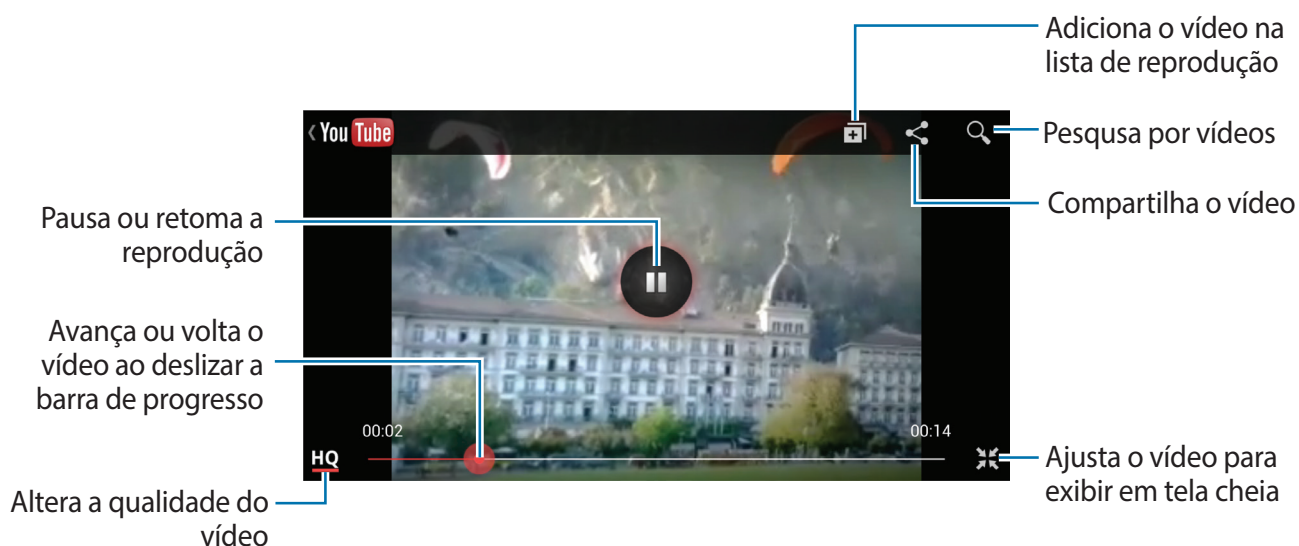 Adiciona o vídeo na
lista de reprodução
You Tube
Pesqusa por vídeos
Compartilha o vídeo
Pausa ou retoma a
reprodução
Avança ou volta o
vídeo ao deslizar a
barra de progresso
00:02
00:14
HQ
Ajusta o vídeo para
exibir em tela cheia
Altera a qualidade do
vídeo